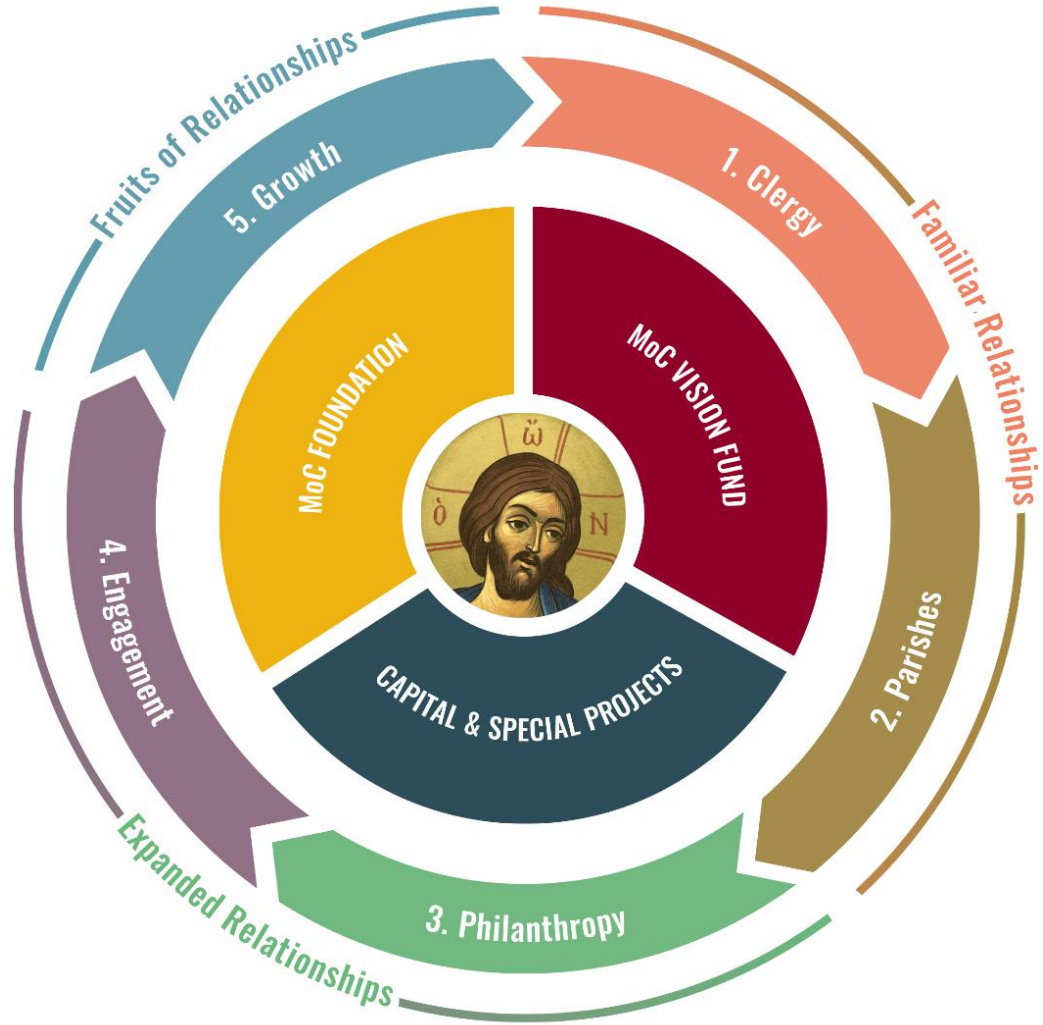 Fruits of Relationships
Familiar Relationships
Expanded Relationships
1. Clergy
2. Parishes
3. Philanthropy
4. Engagement
5. Growth
MoC FOUNDATION
MoC VISION FUND
CAPITAL & SPECIAL PROJECTS
ὁ
ὤ
Ν